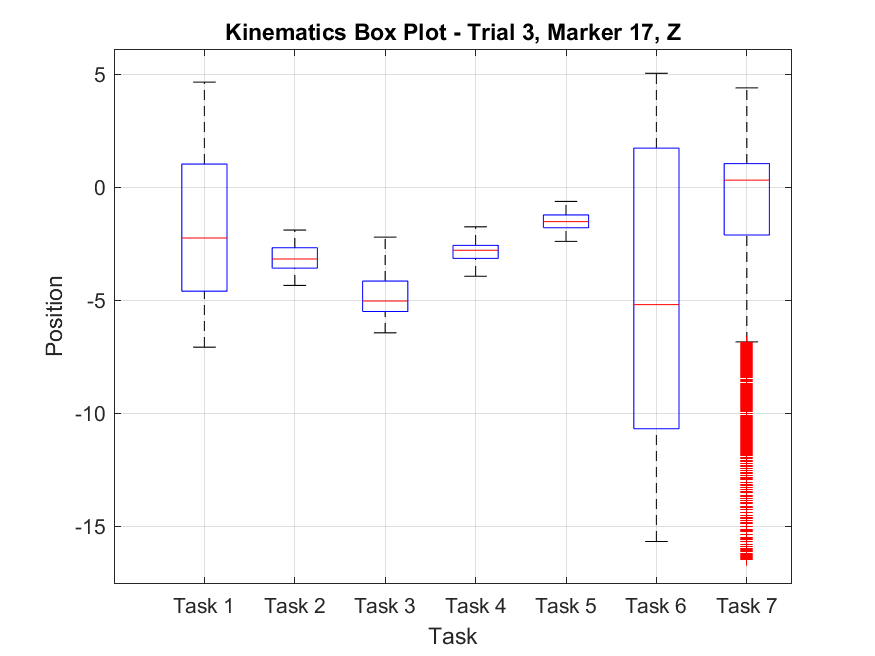 Kinematics Box Plot - Trial 3, Marker 17, Z
Position
5
0
-5
-10
-15
Task 1 Task 2 Task 3 Task 4 Task 5 Task 6 Task 7
Task